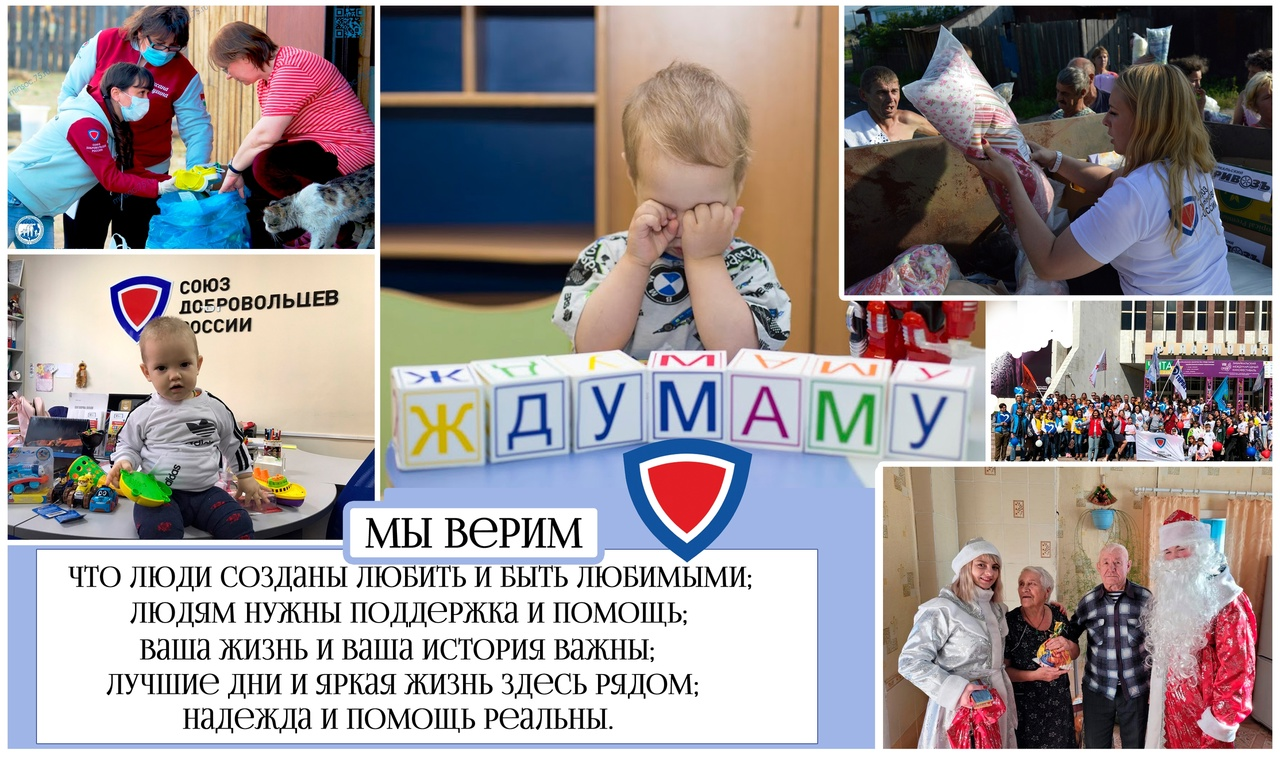 СОЮЗ
ДОБРОВОЛЬЦЕВ
РОССИИ
Ж Д У М А М У
Ж Д У М А М У
РИВОЗЪ
МЫ ВЕРИМ
ЧТО ЛЮДИ СОЗДАНЫ ЛЮБИТЬ И БЫТЬ ЛЮБИМЫМИ;
ЛЮДЯМ НУЖНЫ ПОДДЕРЖКА И ПОМОЩЬ;
ВАША ЖИЗНЬ И ВАША ИСТОРИЯ ВАЖНЫ;
ЛУЧШИЕ ДНИ И ЯРКАЯ ЖИЗНЬ ЗДЕСЬ РЯДОМ;
НАДЕЖДА И ПОМОЩЬ РЕАЛЬНЫ.